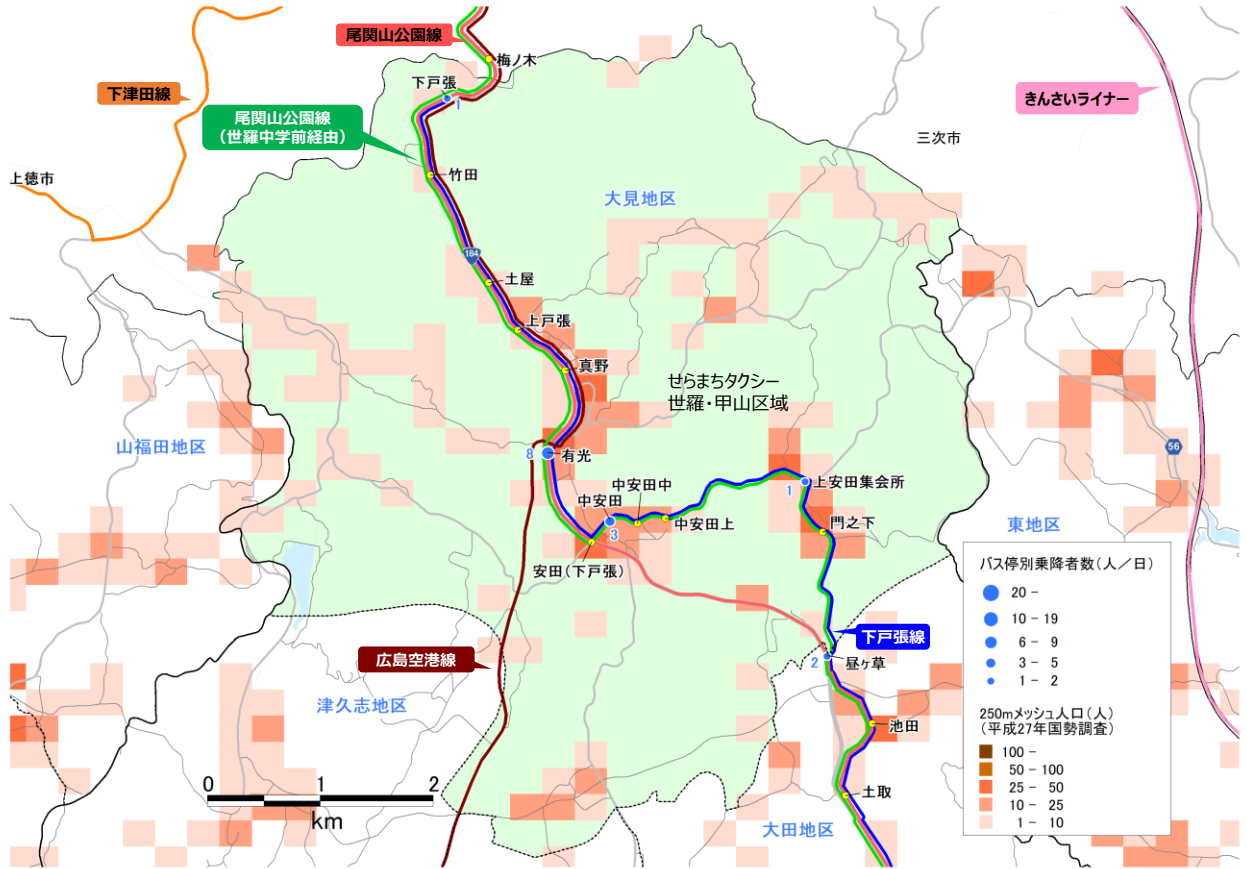 尾関山公園線
梅ノ木
下戸張
1
下津田線
尾関山公園線
(世羅中学前経由)
きんさいライナー
三次市
上徳市
竹田
大見地区
184
土屋
上戸張
真野
せらまちタクシー
世羅・甲山区域
山福田地区
8
有光
56
中安田中
中安田
3
中安田上
1
上安田集会所
門之下
東地区
安田(下戸張)
バス停別乗降者数(人/日)
20 -
10 - 19
6 - 9
3 - 5
1 - 2
下戸張線
広島空港線
2
昼ヶ草
津久志地区
池田
250mメッシュ人口(人)
(平成27年国勢調査)
100 -
50 - 100
25 - 50
10 - 25
1 - 10
0 1 2
km
土取
大田地区